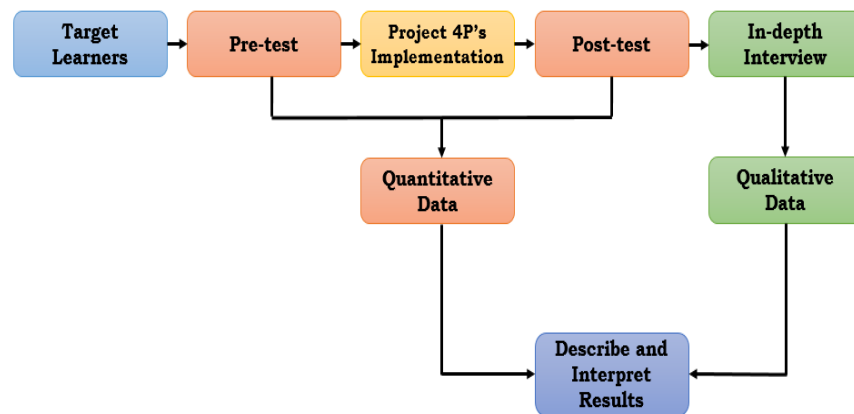 Target
Learners
Pre-test
Project 4P's
Implementation
Post-test
In-depth
Interview
Quantitative
Data
Qualitative
Data
Describe and
Interpret
Results